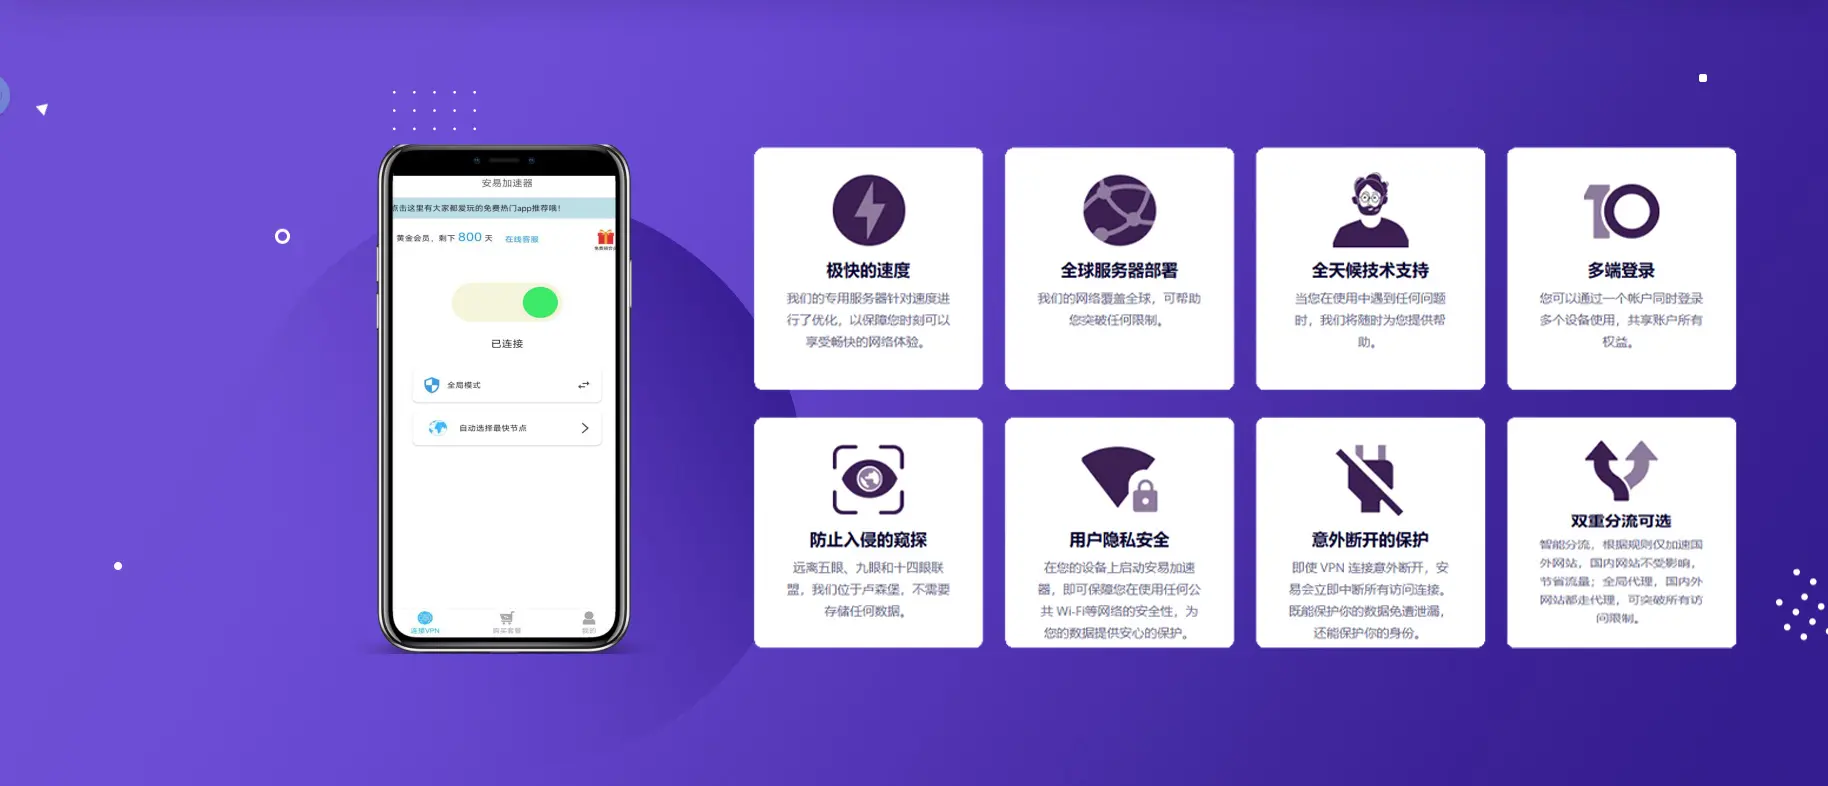 安易加速器
点击这里有大家都爱玩的免费热门app推荐哦！
黄金会员，剩下 800 天 在线客服
已连接
全局模式
自动选择最快节点
连接VPN 购买套餐 我的
极快的速度
我们的专用服务器针对速度进
行了优化，以保障您时刻可以
享受畅快的网络体验。
全球服务器部署
我们的网络覆盖全球，可帮助
您突破任何限制。
全天候技术支持
当您在使用中遇到任何问题
时，我们将随时为您提供帮
助。
10
多端登录
您可以通过一个帐户同时登录
多个设备使用，共享账户所有
权益。
防止入侵的窥探
远离五眼、九眼和十四眼联
盟，我们位于卢森堡，不需要
存储任何数据。
用户隐私安全
在您的设备上启动安易加速
器，即可保障您在使用任何公
共 Wi-Fi等网络的安全性，为
您的数据提供安心的保护。
意外断开的保护
即使 VPN 连接意外断开，安
易会立即中断所有访问连接。
既能保护你的数据免遭泄漏，
还能保护你的身份。
双重分流可选
智能分流，根据规则仅加速国
外网站，国内网站不受影响，
节省流量；全局代理，国内外
网站都走代理，可突破所有访
问限制。